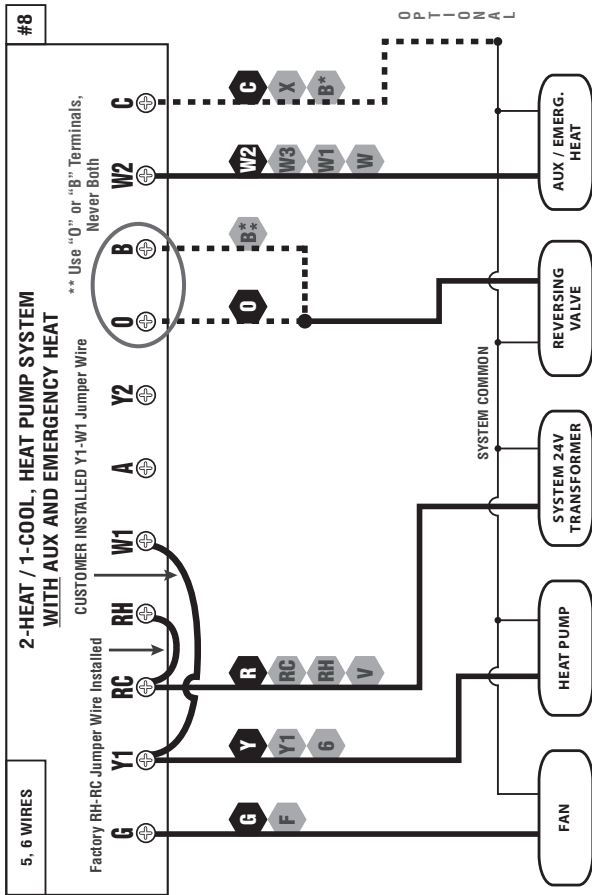 5, 6 WIRES
2-HEAT / 1-COOL, HEAT PUMP SYSTEM
WITH AUX AND EMERGENCY HEAT
#8
Factory RH-RC Jumper Wire Installed
CUSTOMER INSTALLED Y1-W1 Jumper Wire
** Use "O" or "B" Terminals,
Never Both
G Y1 RC RH W1 A Y2 O B W2 C
G Y R O B* W2 C
F Y1 RC W3 X
6 RH W1 B*
V W
SYSTEM COMMON
OPTIONAL
FAN
HEAT PUMP
SYSTEM 24V
TRANSFORMER
REVERSING
VALVE
AUX / EMERG.
HEAT